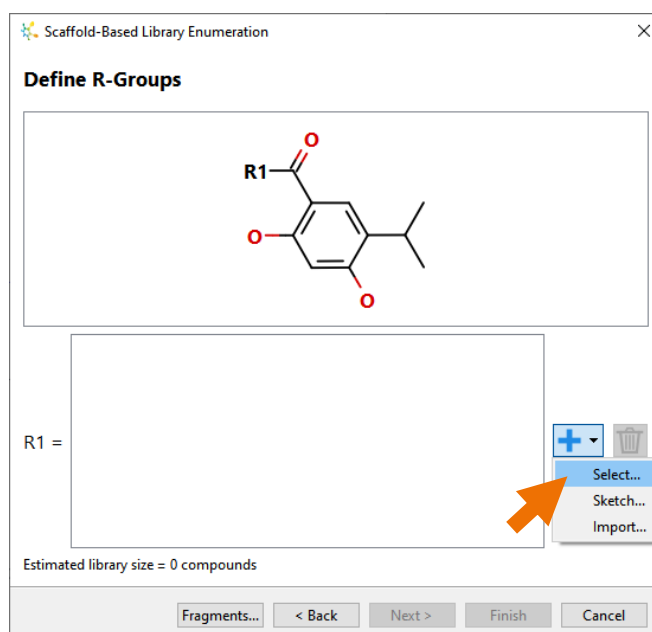 Scaffold-Based Library Enumeration
Define R-Groups
O
R1
O
O
R1 =
Select...
Sketch...
Import...
Estimated library size = 0 compounds
Fragments... < Back Next > Finish Cancel